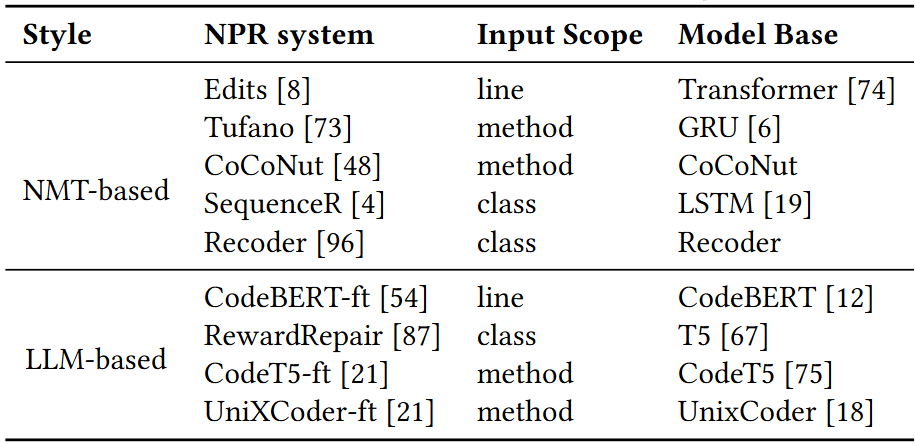 Style NPR system Input Scope Model Base
Edits [8] line Transformer [74]
Tufano [73] method GRU [6]
CoCoNut [48] method CoCoNut
NMT-based
SequenceR [4] class LSTM [19]
Recoder [96] class Recoder
CodeBERT-ft [54] line CodeBERT [12]
RewardRepair [87] class T5 [67]
LLM-based
CodeT5-ft [21] method CodeT5 [75]
UniXCoder-ft [21] method UnixCoder [18]